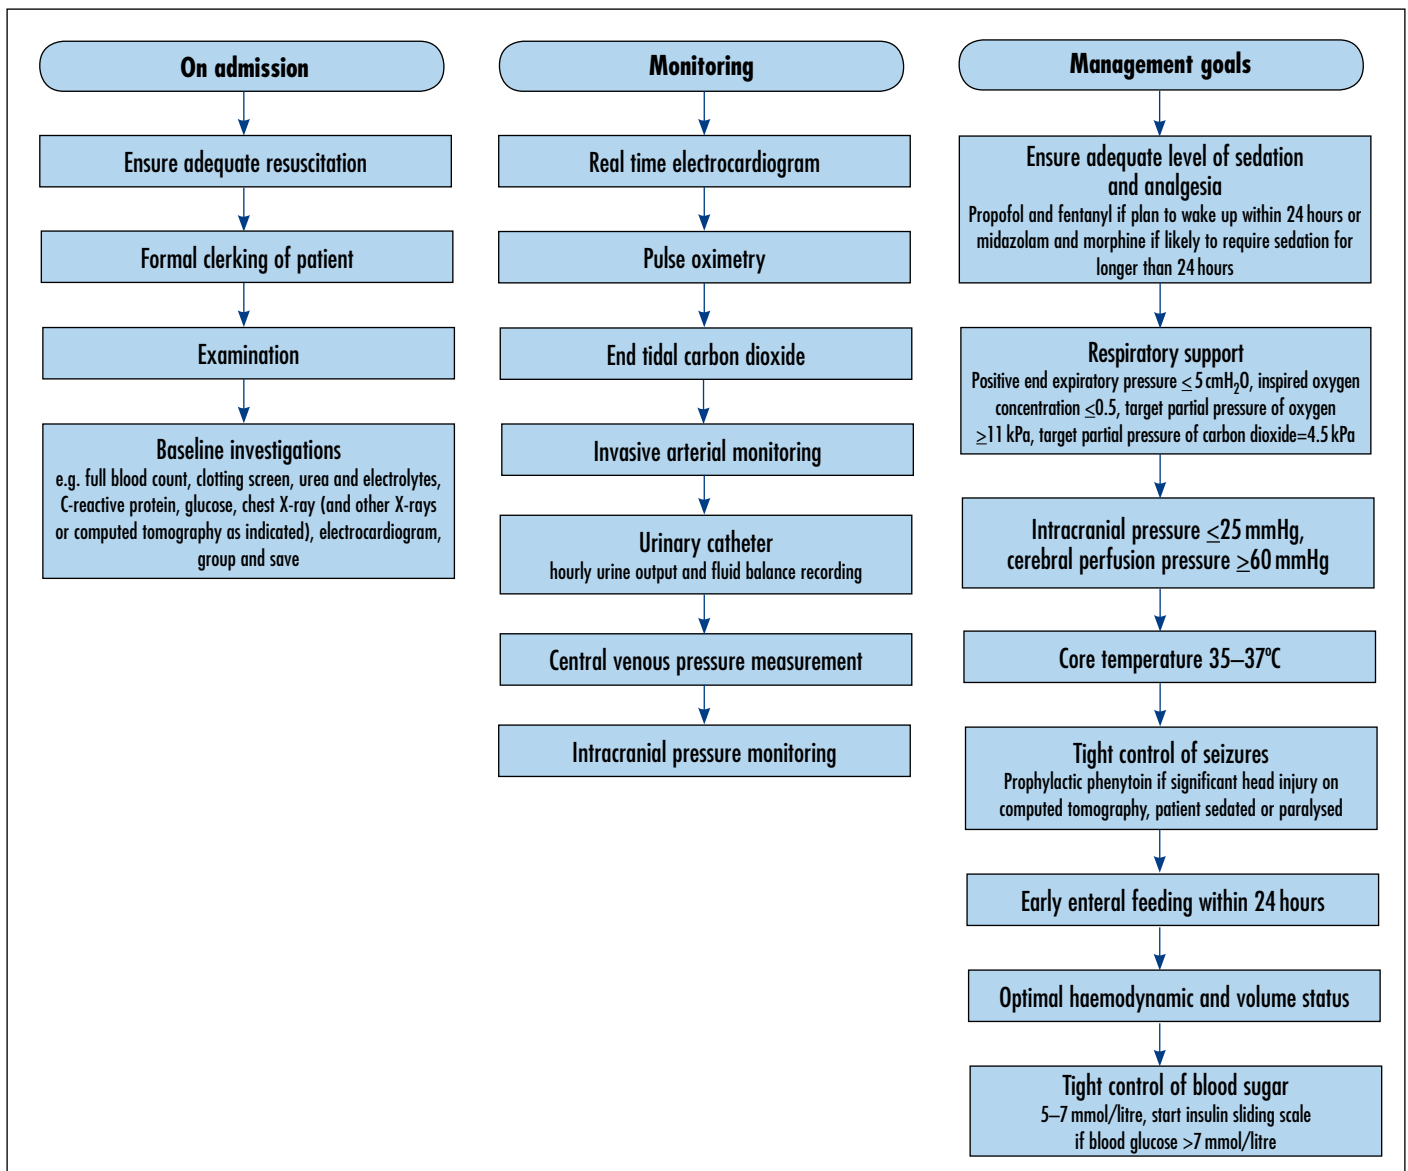 On admission
Ensure adequate resuscitation
Formal clerking of patient
Examination
Baseline investigations
e.g. full blood count, clotting screen, urea and electrolytes,
C-reactive protein, glucose, chest X-ray (and other X-rays
or computed tomography as indicated), electrocardiogram,
group and save
Monitoring
Real time electrocardiogram
Pulse oximetry
End tidal carbon dioxide
Invasive arterial monitoring
Urinary catheter
hourly urine output and fluid balance recording
Central venous pressure measurement
Intracranial pressure monitoring
Management goals
Ensure adequate level of sedation
and analgesia
Propofol and fentanyl if plan to wake up within 24 hours or
midazolam and morphine if likely to require sedation for
longer than 24 hours
Respiratory support
Positive end expiratory pressure ≤ 5 cmH₂O, inspired oxygen
concentration ≤0.5, target partial pressure of oxygen
≥11 kPa, target partial pressure of carbon dioxide=4.5 kPa
Intracranial pressure ≤25 mmHg,
cerebral perfusion pressure ≥60 mmHg
Core temperature 35–37ºC
Tight control of seizures
Prophylactic phenytoin if significant head injury on
computed tomography, patient sedated or paralysed
Early enteral feeding within 24 hours
Optimal haemodynamic and volume status
Tight control of blood sugar
5–7 mmol/litre, start insulin sliding scale
if blood glucose >7 mmol/litre